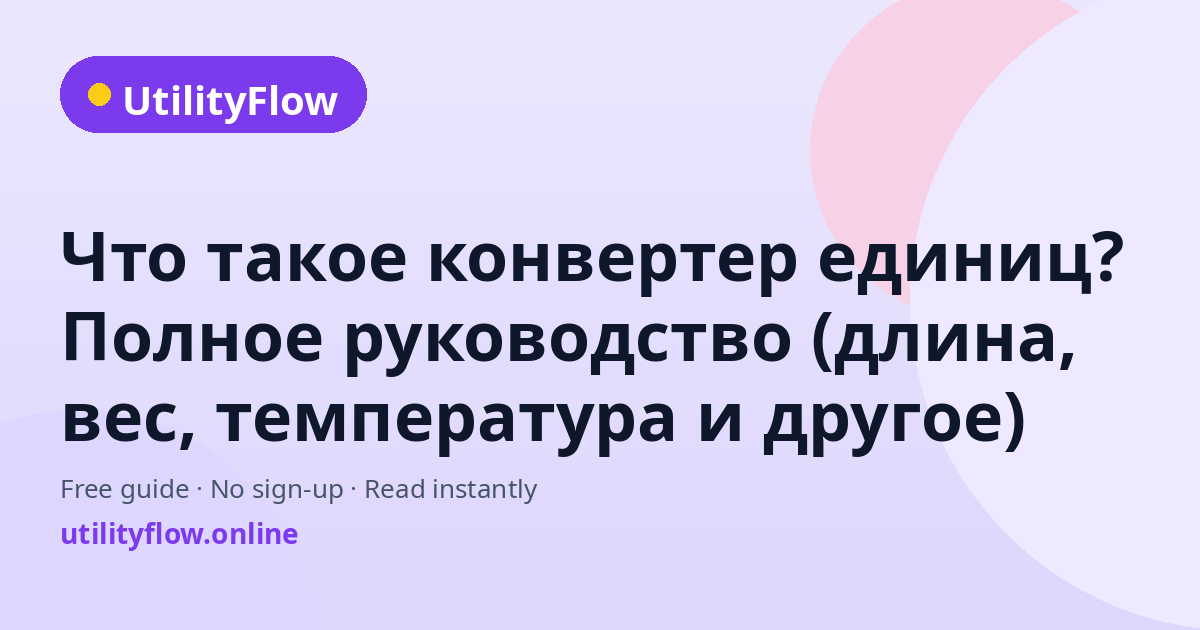 UtilityFlow
Что такое конвертер единиц?
Полное руководство (длина,
вес, температура и другое)
Free guide · No sign-up · Read instantly
utilityflow.online